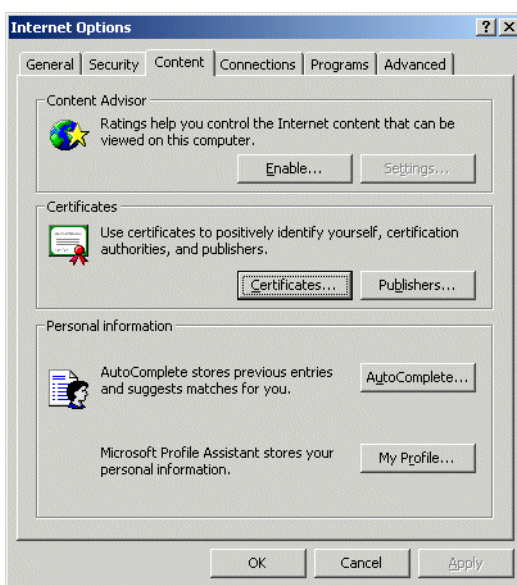 Internet Options
General Security Content Connections Programs Advanced
Content Advisor
Ratings help you control the Internet content that can be
viewed on this computer.
Enable... Settings...
Certificates
Use certificates to positively identify yourself, certification
authorities, and publishers.
Certificates... Publishers...
Personal information
AutoComplete stores previous entries
and suggests matches for you.
AutoComplete...
Microsoft Profile Assistant stores your
personal information.
My Profile...
OK Cancel Apply